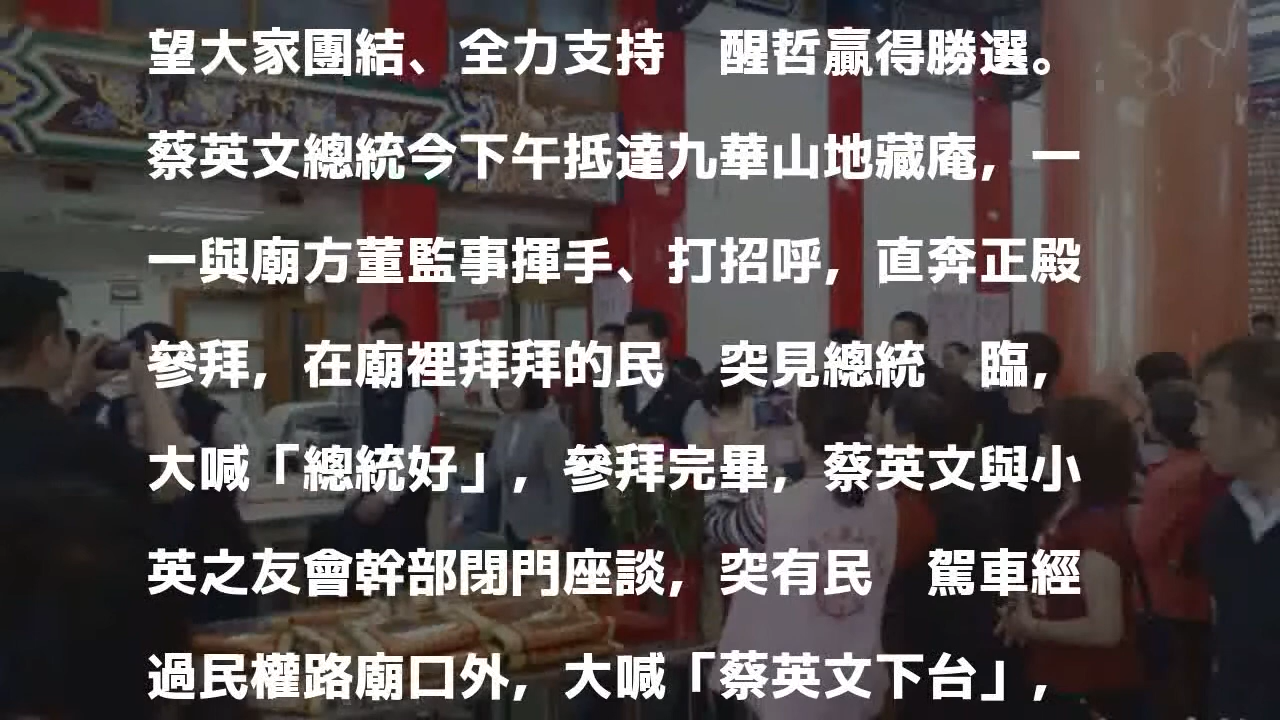 望大家團結、全力支持　醒哲贏得勝選。
蔡英文總統今下午抵達九華山地藏庵，一
一與廟方董監事揮手、打招呼，直奔正殿
參拜，在廟裡拜拜的民　突見總統　臨，
大喊「總統好」，參拜完畢，蔡英文與小
英之友會幹部閉門座談，突有民　駕車經
過民權路廟口外，大喊「蔡英文下台」，